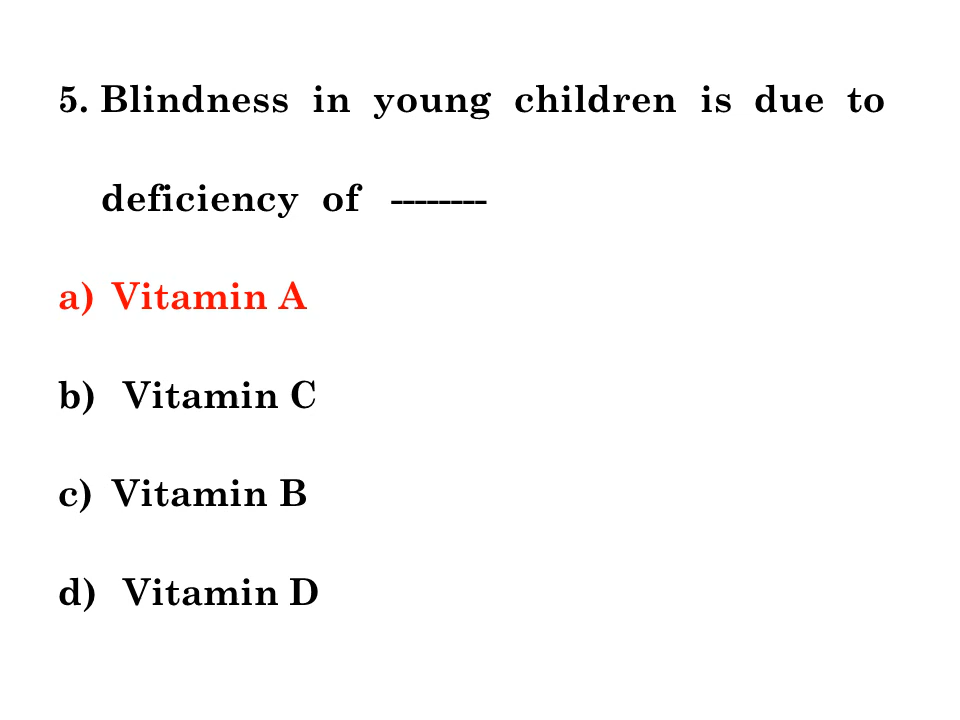 5. Blindness in young children is due to
deficiency of --------
a) Vitamin A
b) Vitamin C
c) Vitamin B
d) Vitamin D